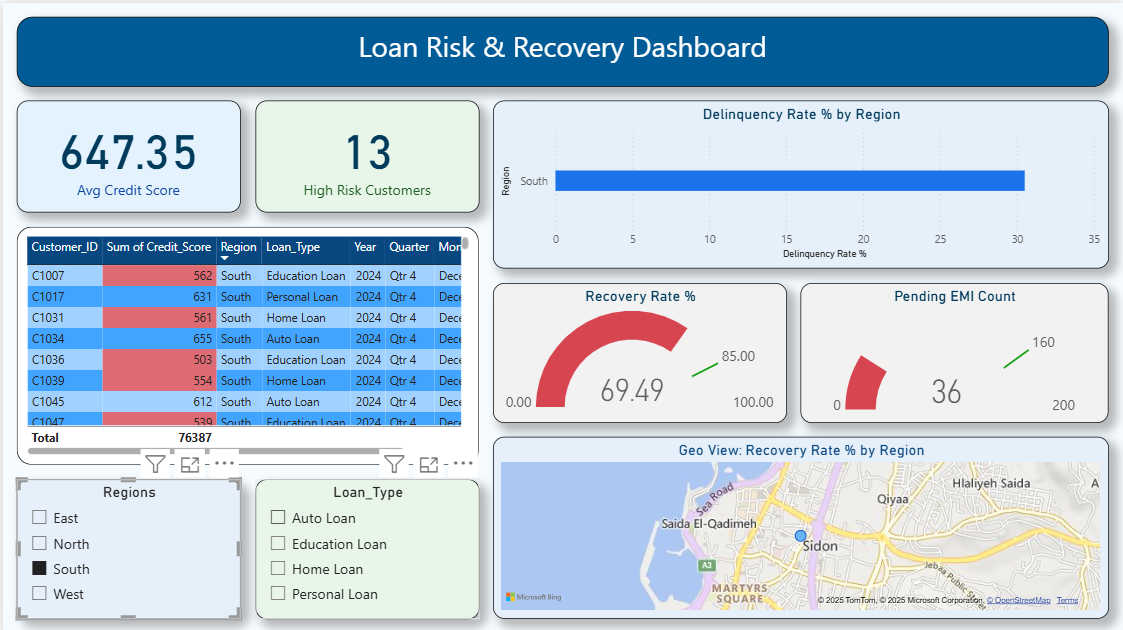 Loan Risk & Recovery Dashboard
647.35
Avg Credit Score
13
High Risk Customers
Customer_ID Sum of Credit_Score Region Loan_Type Year Quarter Mon
C1007 562 South Education Loan 2024 Qtr 4 Dece
C1017 631 South Personal Loan 2024 Qtr 4 Dece
C1031 561 South Home Loan 2024 Qtr 4 Dece
C1034 655 South Auto Loan 2024 Qtr 4 Dece
C1036 503 South Education Loan 2024 Qtr 4 Dece
C1039 554 South Home Loan 2024 Qtr 4 Dece
C1045 612 South Auto Loan 2024 Qtr 4 Dece
C1047 539 South Education Loan 2024 Qtr 4 Dece
Total 76387
Regions
East
North
South
West
Loan_Type
Auto Loan
Education Loan
Home Loan
Personal Loan
Delinquency Rate % by Region
Region
South
0 5 10 15 20 25 30 35
Delinquency Rate %
Recovery Rate %
85.00
69.49
0.00
100.00
Pending EMI Count
160
36
0
200
Geo View: Recovery Rate % by Region
Hlaliyeh Saida
A
Sea Road
Qiyaa
Saida El-Qadimeh
Sidon
A3
Jebaa Public Street
MARTYRS
SQUARE
Microsoft Bing
© 2025 TomTom, © 2025 Microsoft Corporation, © OpenStreetMap Terms